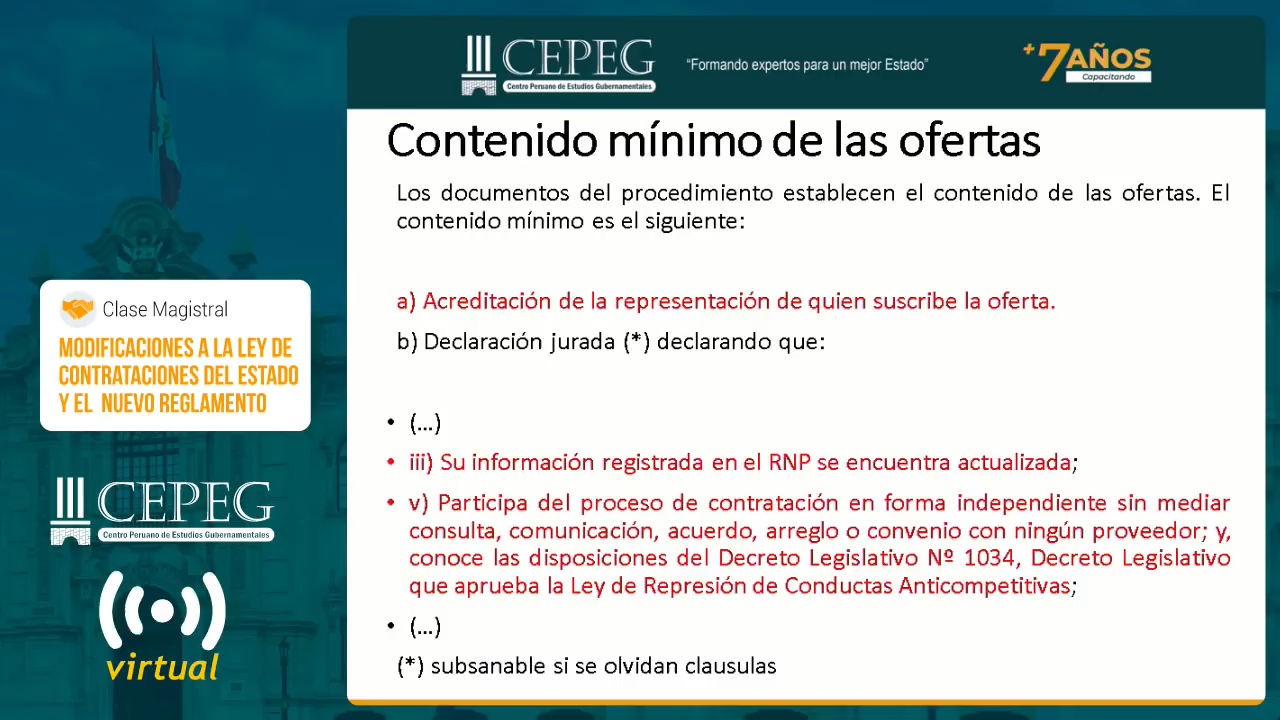 CEPEG
Centro Peruano de Estudios Gubernamentales
“Formando expertos para un mejor Estado”
+7 AÑOS
Capacitando
Contenido mínimo de las ofertas
Los documentos del procedimiento establecen el contenido de las ofertas. El
contenido mínimo es el siguiente:
a) Acreditación de la representación de quien suscribe la oferta.
b) Declaración jurada (*) declarando que:
• (...)
• iii) Su información registrada en el RNP se encuentra actualizada;
• v) Participa del proceso de contratación en forma independiente sin mediar
consulta, comunicación, acuerdo, arreglo o convenio con ningún proveedor; y,
conoce las disposiciones del Decreto Legislativo Nº 1034, Decreto Legislativo
que aprueba la Ley de Represión de Conductas Anticompetitivas;
• (...)
(*) subsanable si se olvidan clausulas
Clase Magistral
MODIFICACIONES A LA LEY DE
CONTRATACIONES DEL ESTADO
Y EL NUEVO REGLAMENTO
CEPEG
Centro Peruano de Estudios Gubernamentales
virtual